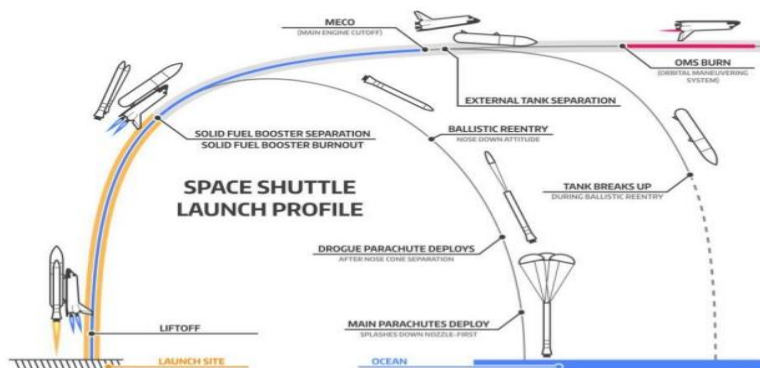 MECO
(MAIN ENGINE CUTOFF)
OMS BURN
(ORBITAL MANEUVERING
SYSTEM)
EXTERNAL TANK SEPARATION
SOLID FUEL BOOSTER SEPARATION
SOLID FUEL BOOSTER BURNOUT
BALLISTIC REENTRY
NOSE DOWN ATTITUDE
SPACE SHUTTLE
LAUNCH PROFILE
TANK BREAKS UP
DURING BALLISTIC REENTRY
DROGUE PARACHUTE DEPLOYS
AFTER NOSE CONE SEPARATION
MAIN PARACHUTES DEPLOY
SPLASHES DOWN NOZZLE-FIRST
LIFTOFF
LAUNCH SITE
OCEAN